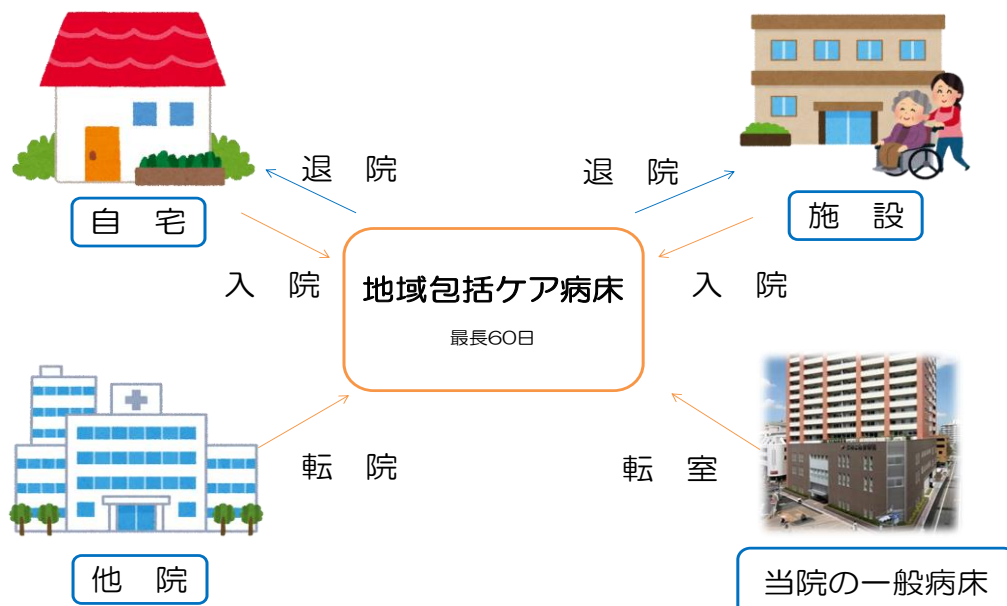 退　院
退　院
自　宅
施　設
入　院
地域包括ケア病床
入　院
最長60日
転　院
転　室
他　院
当院の一般病床